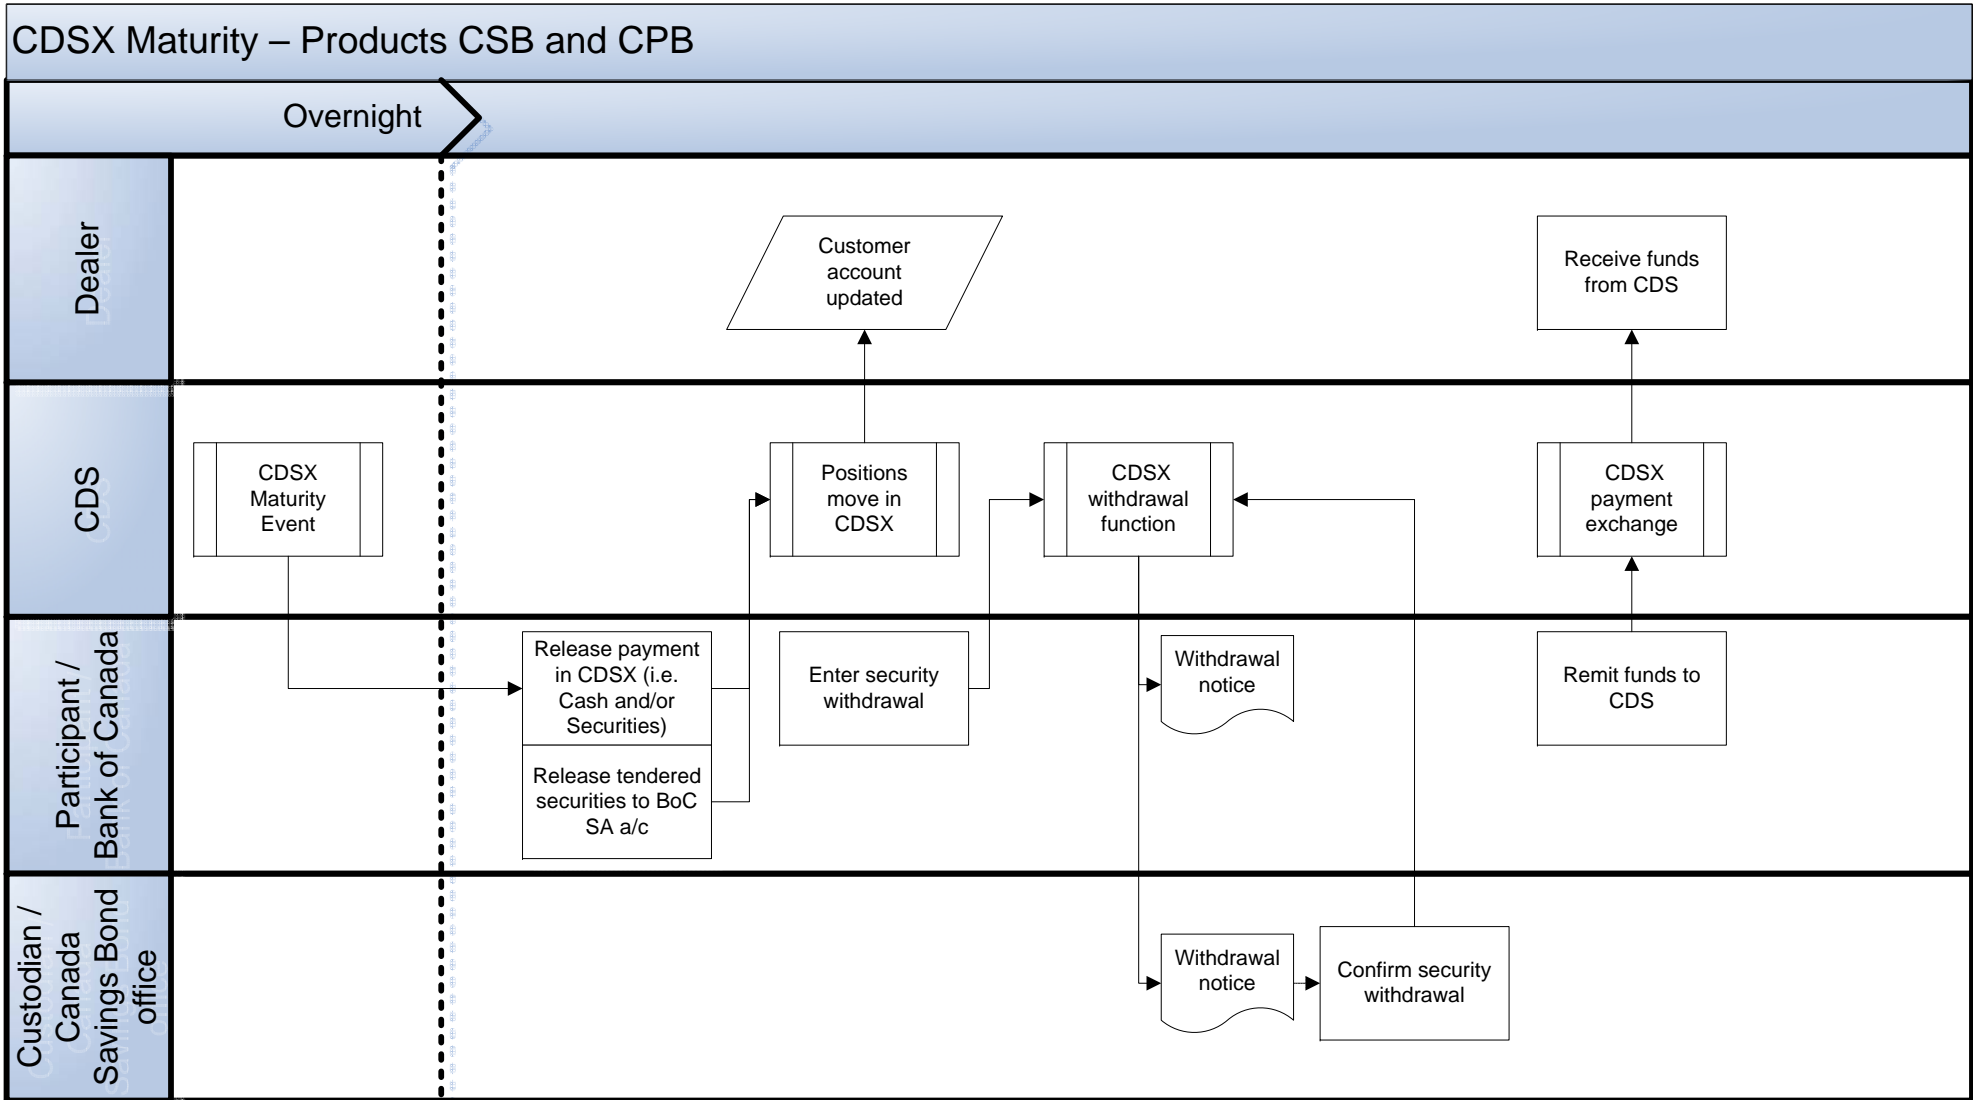 CDSX Maturity – Products CSB and CPB
Overnight
Dealer
Customer
account
updated
Receive funds
from CDS
CDS
CDSX
Maturity
Event
Positions
move in
CDSX
CDSX
withdrawal
function
CDSX
payment
exchange
Participant /
Bank of Canada
Release payment
in CDSX (i.e.
Cash and/or
Securities)
Release tendered
securities to BoC
SA a/c
Enter security
withdrawal
Withdrawal
notice
Remit funds to
CDS
Custodian /
Canada
Savings Bond
office
Withdrawal
notice
Confirm security
withdrawal